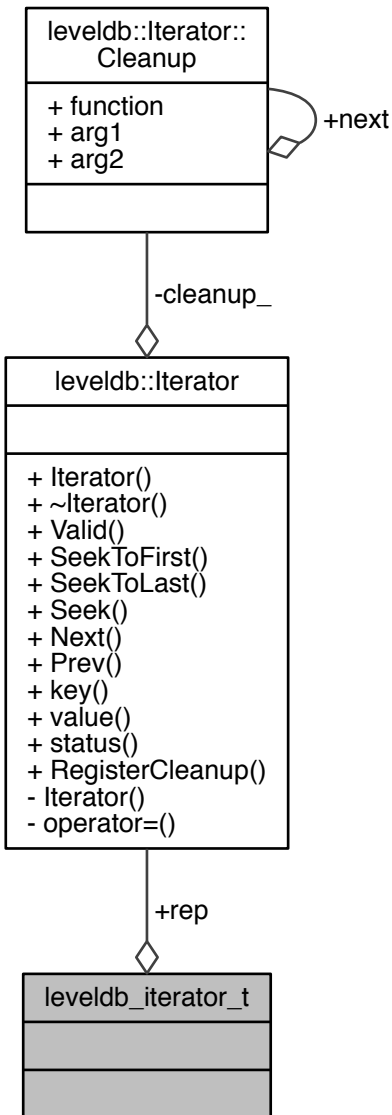 leveldb::Iterator::
Cleanup
+ function
+ arg1
+ arg2
+next
-cleanup_
leveldb::Iterator
+ Iterator()
+ ~Iterator()
+ Valid()
+ SeekToFirst()
+ SeekToLast()
+ Seek()
+ Next()
+ Prev()
+ key()
+ value()
+ status()
+ RegisterCleanup()
- Iterator()
- operator=()
+rep
leveldb_iterator_t